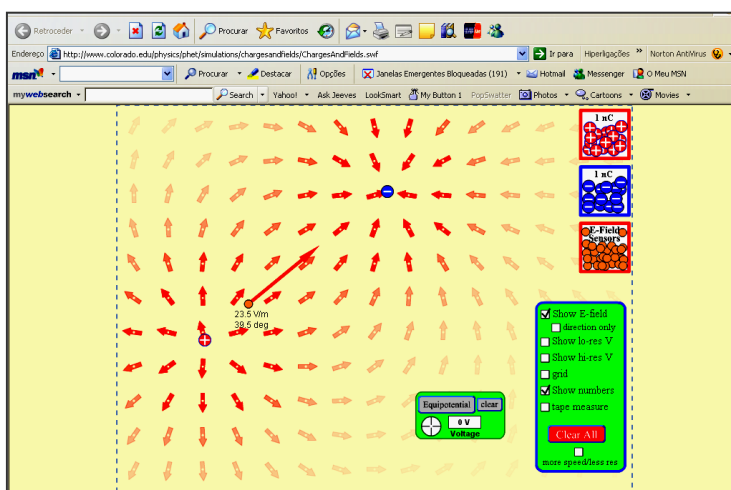 Retroceder Procurar Favoritos
Endereço http://www.colorado.edu/physics/phet/simulations/chargesandfields/ChargesAndFields.swf Ir para Hiperligações » Norton AntiVirus
msn Procurar Destacar Opções Janelas Emergentes Bloqueadas (191) Hotmail Messenger O Meu MSN
mywebsearch Search Yahoo! Ask Jeeves LookSmart My Button 1 PopSwatter Photos Cartoons Movies
1 nC
1 nC
E-Field
Sensors
23.5 V/m
39.5 deg
Show E-field
direction only
Show lo-res V
Show hi-res V
grid
Show numbers
tape measure
Clear All
more speed/less res
Equipotential clear
0 V
Voltage